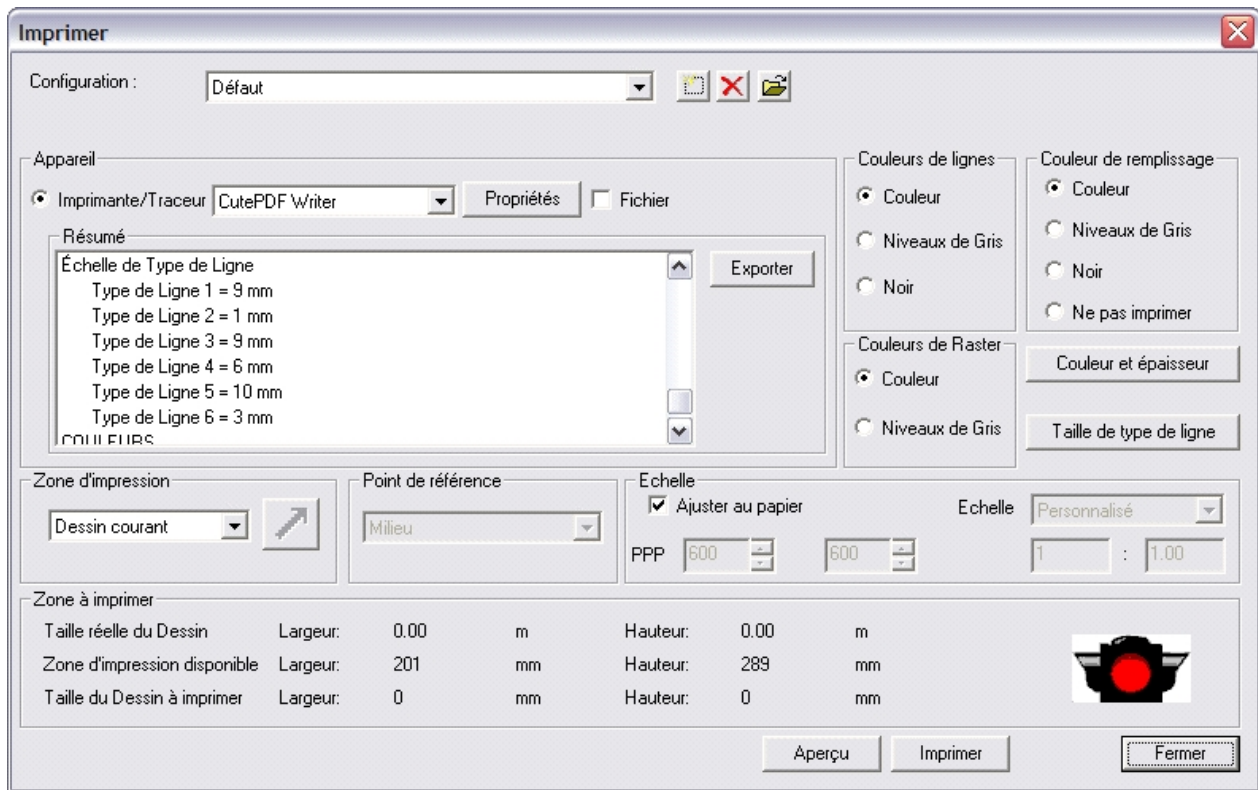 Imprimer
Configuration :
Défaut
Appareil
Imprimante/Traceur
CutePDF Writer
Propriétés
Fichier
Résumé
Échelle de Type de Ligne
Type de Ligne 1 = 9 mm
Type de Ligne 2 = 1 mm
Type de Ligne 3 = 9 mm
Type de Ligne 4 = 6 mm
Type de Ligne 5 = 10 mm
Type de Ligne 6 = 3 mm
COULEURS
Exporter
Couleurs de lignes
Couleur
Niveaux de Gris
Noir
Couleur de remplissage
Couleur
Niveaux de Gris
Noir
Ne pas imprimer
Couleurs de Raster
Couleur
Niveaux de Gris
Couleur et épaisseur
Taille de type de ligne
Zone d'impression
Dessin courant
Point de référence
Milieu
Echelle
Ajuster au papier
Echelle
Personnalisé
PPP 600 600 1 : 1.00
Zone à imprimer
Taille réelle du Dessin Largeur: 0.00 m Hauteur: 0.00 m
Zone d'impression disponible Largeur: 201 mm Hauteur: 289 mm
Taille du Dessin à imprimer Largeur: 0 mm Hauteur: 0 mm
Aperçu
Imprimer
Fermer